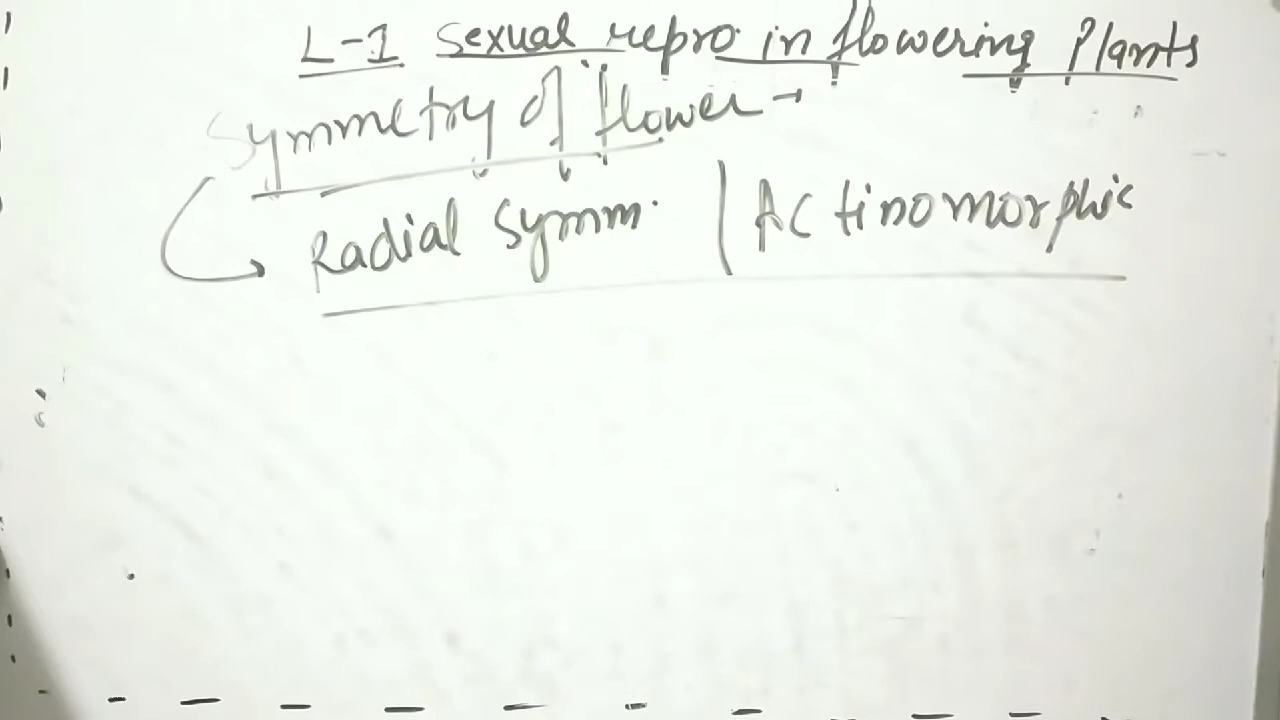 L-1 Sexual repro. in flowering Plants
Symmetry of flower →
Radial Symm. | Actinomorphic